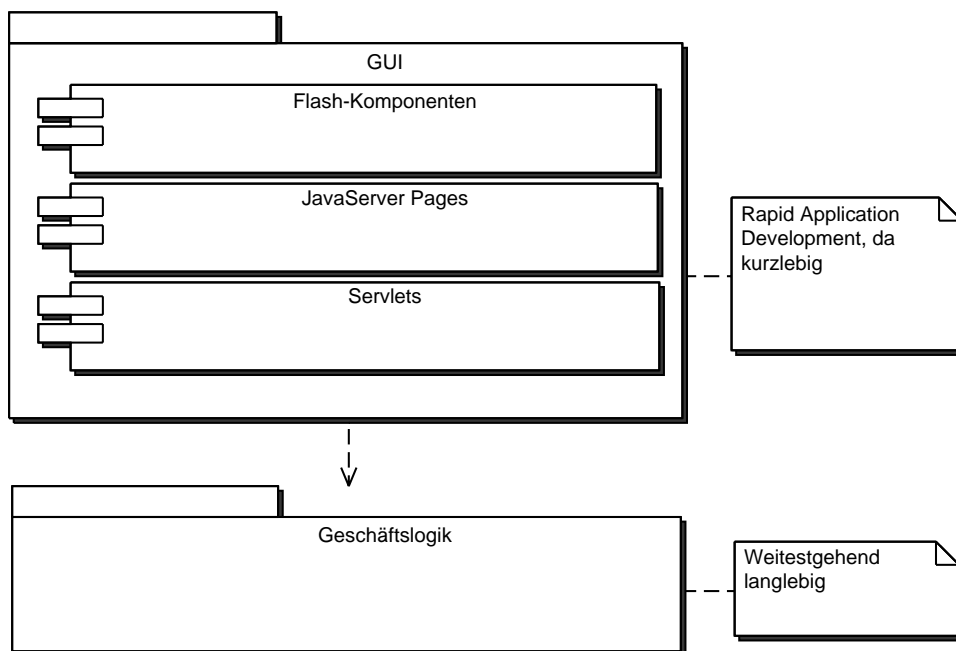 GUI
Flash-Komponenten
JavaServer Pages
Servlets
Rapid Application
Development, da
kurzlebig
Geschäftslogik
Weitestgehend
langlebig